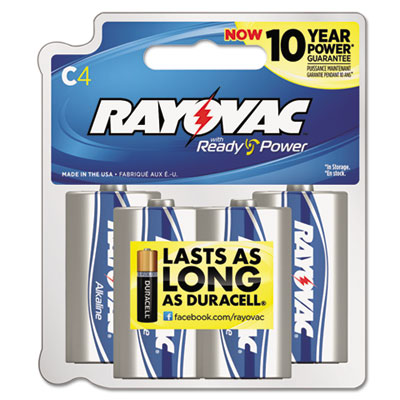 NOW 10 YEAR
POWER*
GUARANTEE
PUISSANCE MAINTENANT
GARANTIE PENDANT 10 ANS*
C4
RAYOVAC
with Ready Power
MADE IN THE USA • FABRIQUÉ AUX É.-U.
*In Storage.
*En stock.
LASTS AS
LONG
AS DURACELL®
facebook.com/rayovac
DURACELL
Alkaline
Alkaline